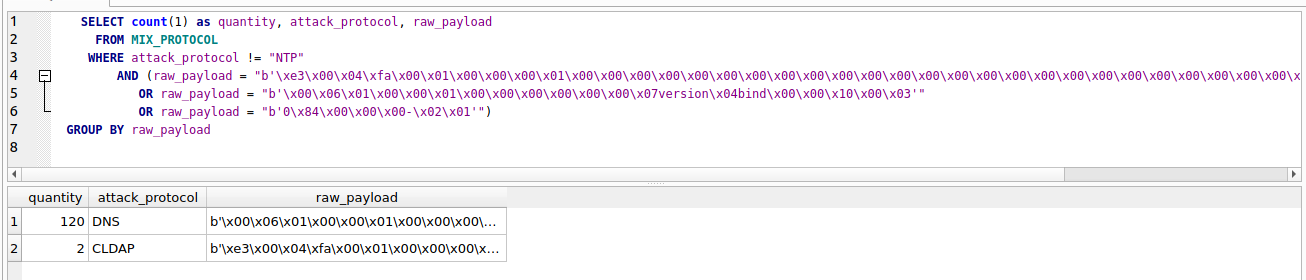 1 SELECT count(1) as quantity, attack_protocol, raw_payload
2 FROM MIX_PROTOCOL
3 WHERE attack_protocol != "NTP"
4 AND (raw_payload = "b'\xe3\x00\x04\xfa\x00\x01\x00\x00\x00\x01\x00\x00\x00\x00\x00\x00\x00\x00\x00\x00\x00\x00\x00\x00\x00\x00\x00\x00\x00\x00\x00\x00\x00\x00\x00\x
5 OR raw_payload = "b'\x00\x06\x01\x00\x00\x01\x00\x00\x00\x00\x00\x00\x07version\x04bind\x00\x00\x10\x00\x03'"
6 OR raw_payload = "b'0\x84\x00\x00\x00-\x02\x01'")
7 GROUP BY raw_payload
8
quantity attack_protocol raw_payload
1 120 DNS b'\x00\x06\x01\x00\x00\x01\x00\x00\x00\...
2 2 CLDAP b'\xe3\x00\x04\xfa\x00\x01\x00\x00\x00\x...